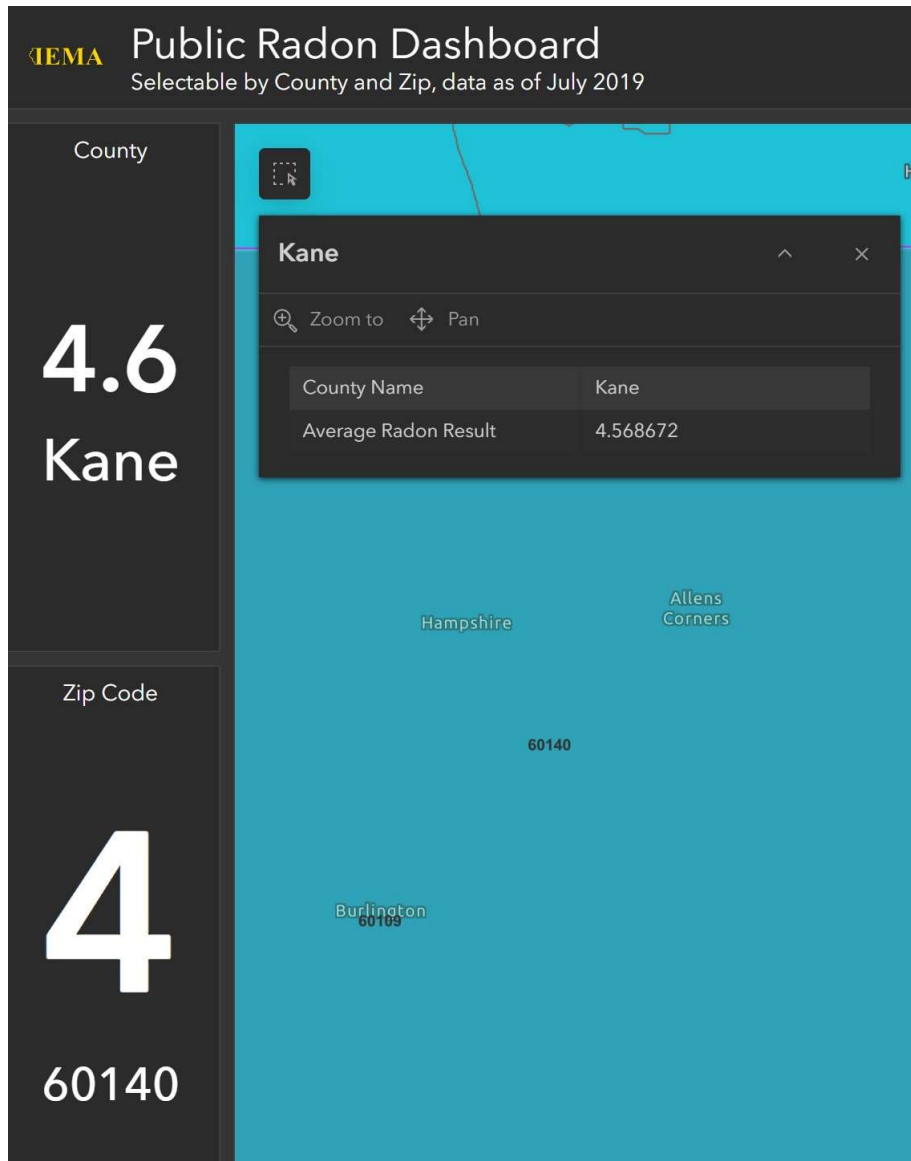 IEMA
Public Radon Dashboard
Selectable by County and Zip, data as of July 2019
County
4.6
Kane
Zip Code
4
60140
Kane
Zoom to Pan
County Name Kane
Average Radon Result 4.568672
Allens
Corners
Hampshire
60140
Burlington
60109